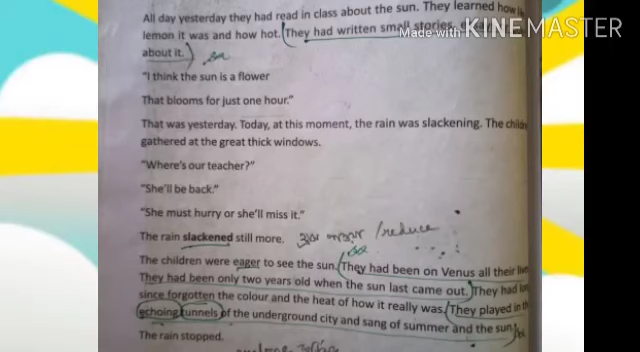 All day yesterday they had read in class about the sun. They learned how
lemon it was and how hot. (They had written small stories,
about it.)
Made with KINEMASTER
"I think the sun is a flower
That blooms for just one hour."
That was yesterday. Today, at this moment, the rain was slackening. The
gathered at the great thick windows.
"Where's our teacher?"
"She'll be back."
"She must hurry or she'll miss it."
The rain slackened still more. /reduce
The children were eager to see the sun. (They had been on Venus all their
They had been only two years old when the sun last came out.) They had
since forgotten the colour and the heat of how it really was. (They played in
echoing tunnels of the underground city and sang of summer and the sun.)
The rain stopped.